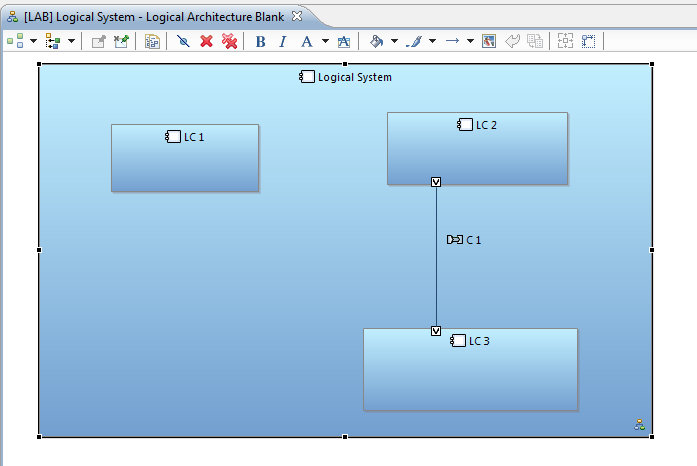 [LAB] Logical System - Logical Architecture Blank
B I A A
Logical System
LC 1
LC 2
C 1
LC 3